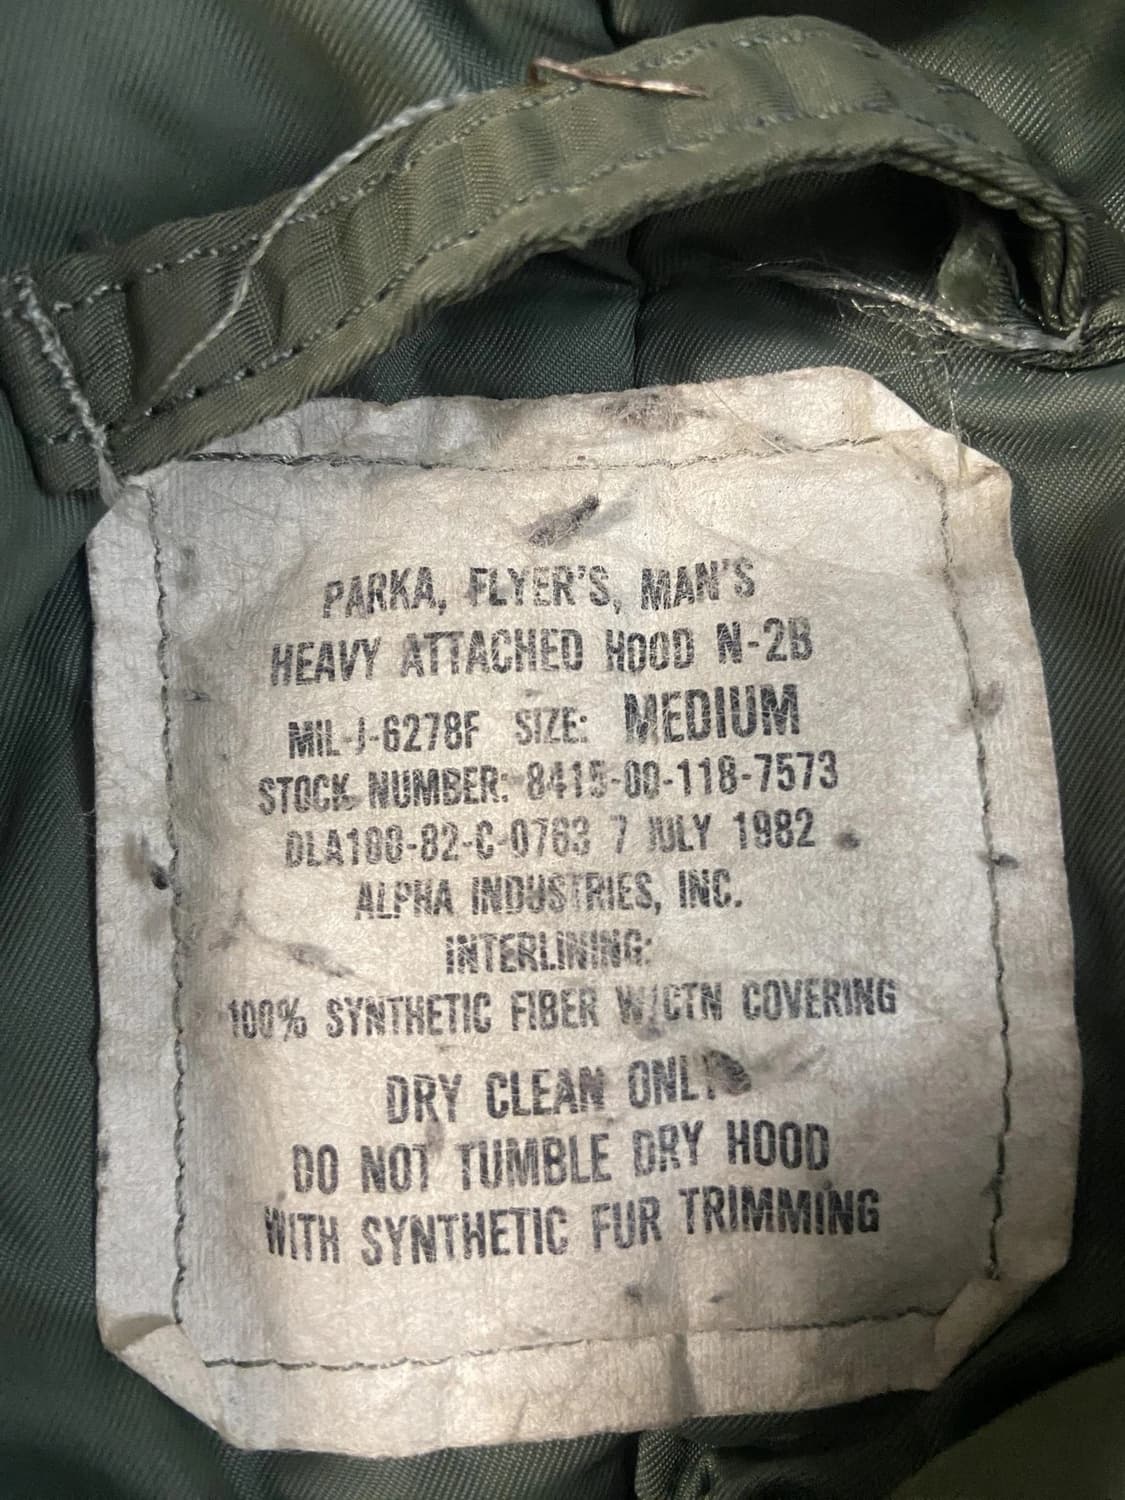 PARKA, FLYER'S, MAN'S
HEAVY ATTACHED HOOD N-2B
MIL-J-6278F SIZE: MEDIUM
STOCK NUMBER: 8415-00-118-7573
DLA100-82-C-0763 7 JULY 1982
ALPHA INDUSTRIES, INC.
INTERLINING:
100% SYNTHETIC FIBER W/CTN COVERING
DRY CLEAN ONLY
DO NOT TUMBLE DRY HOOD
WITH SYNTHETIC FUR TRIMMING